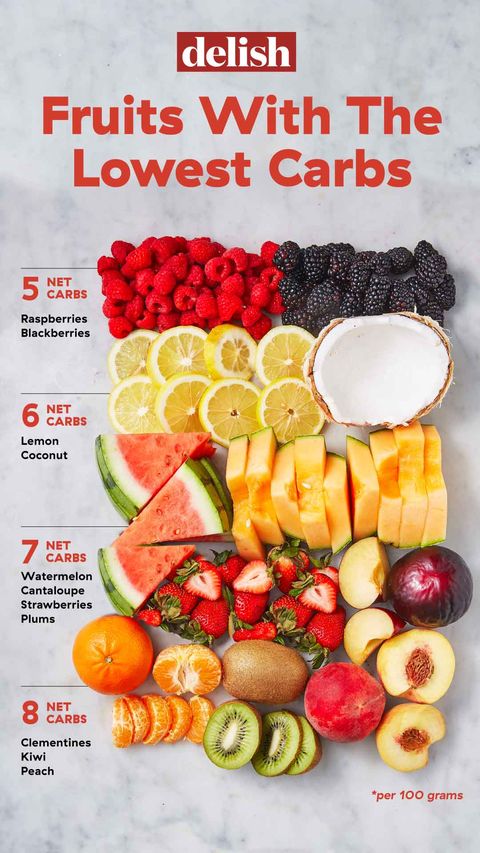 delish
Fruits With The
Lowest Carbs
5 NET
CARBS
Raspberries
Blackberries
6 NET
CARBS
Lemon
Coconut
7 NET
CARBS
Watermelon
Cantaloupe
Strawberries
Plums
8 NET
CARBS
Clementines
Kiwi
Peach
*per 100 grams